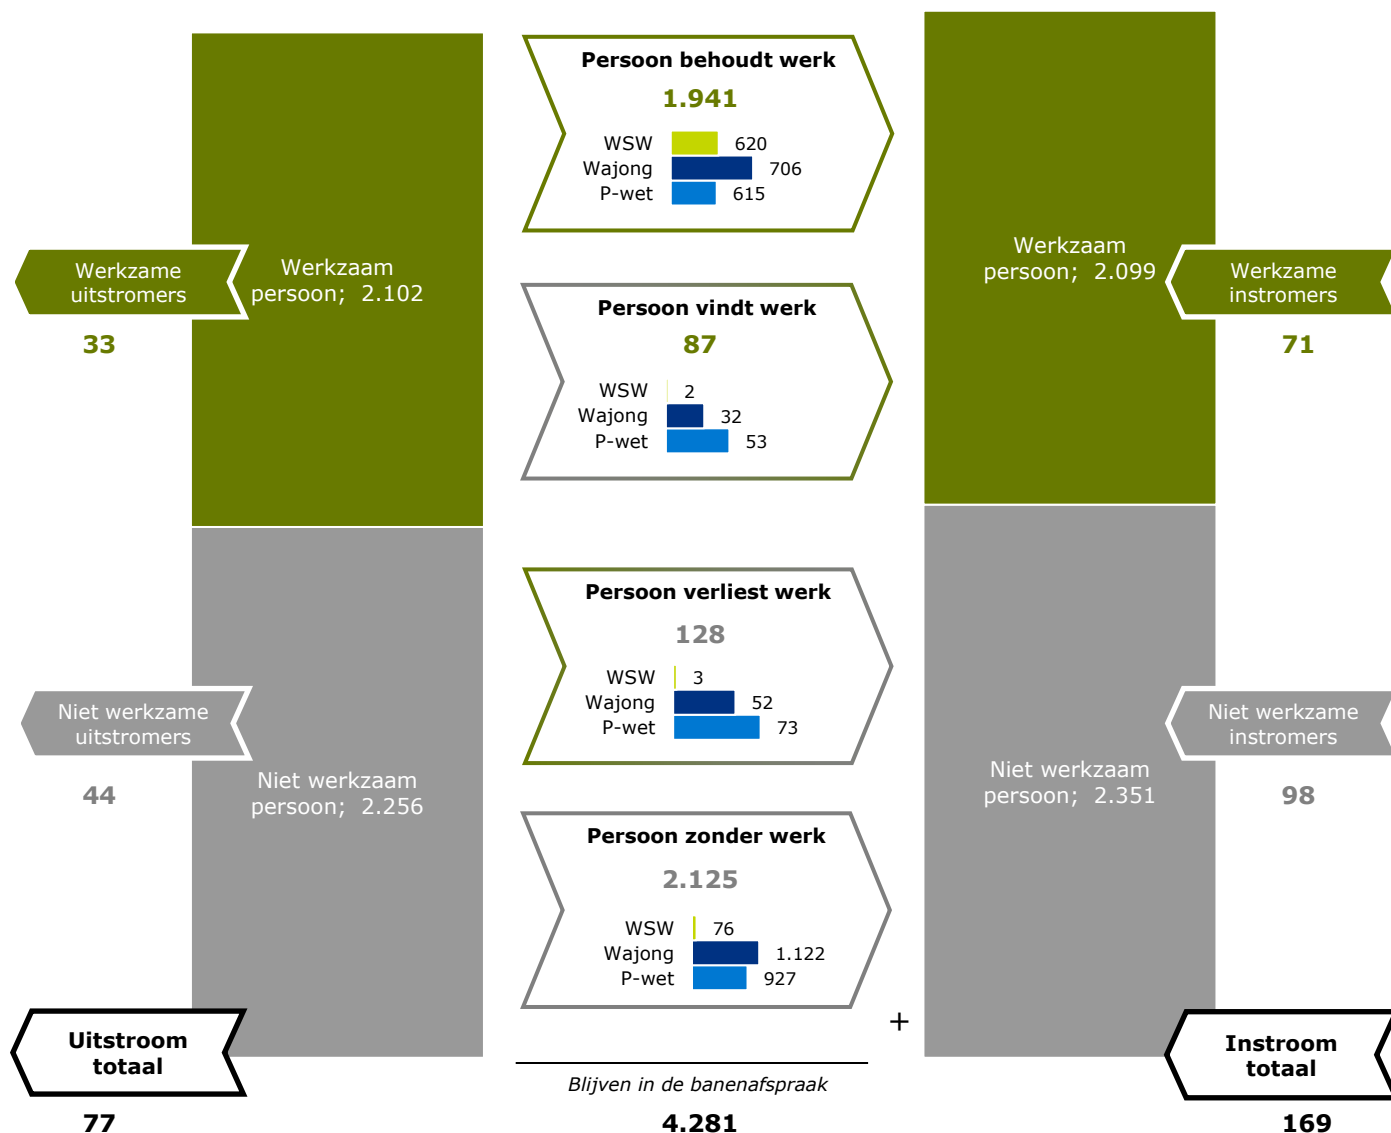 Werkzame
uitstromers
33
Niet werkzame
uitstromers
44
Uitstroom
totaal
77
Werkzaam
persoon; 2.102
Niet werkzaam
persoon; 2.256
Persoon behoudt werk
1.941
WSW 620
Wajong 706
P-wet 615
Persoon vindt werk
87
WSW 2
Wajong 32
P-wet 53
Persoon verliest werk
128
WSW 3
Wajong 52
P-wet 73
Persoon zonder werk
2.125
WSW 76
Wajong 1.122
P-wet 927
+
Blijven in de banenafspraak
4.281
Werkzaam
persoon; 2.099
Niet werkzaam
persoon; 2.351
Werkzame
instromers
71
Niet werkzame
instromers
98
Instroom
totaal
169